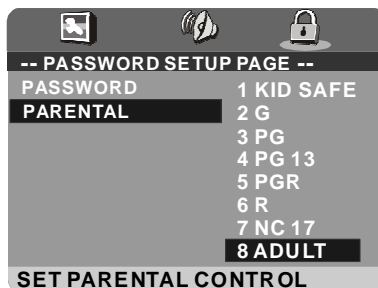 -- PASSWORD SETUP PAGE --
PASSWORD
PARENTAL
1 KID SAFE
2 G
3 PG
4 PG 13
5 PGR
6 R
7 NC 17
8 ADULT
SET PARENTAL CONTROL